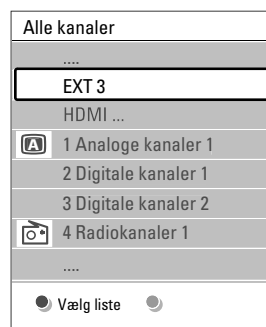 Alle kanaler
....
EXT 3
HDMI ...
A 1 Analoge kanaler 1
2 Digitale kanaler 1
3 Digitale kanaler 2
4 Radiokanaler 1
....
Vælg liste